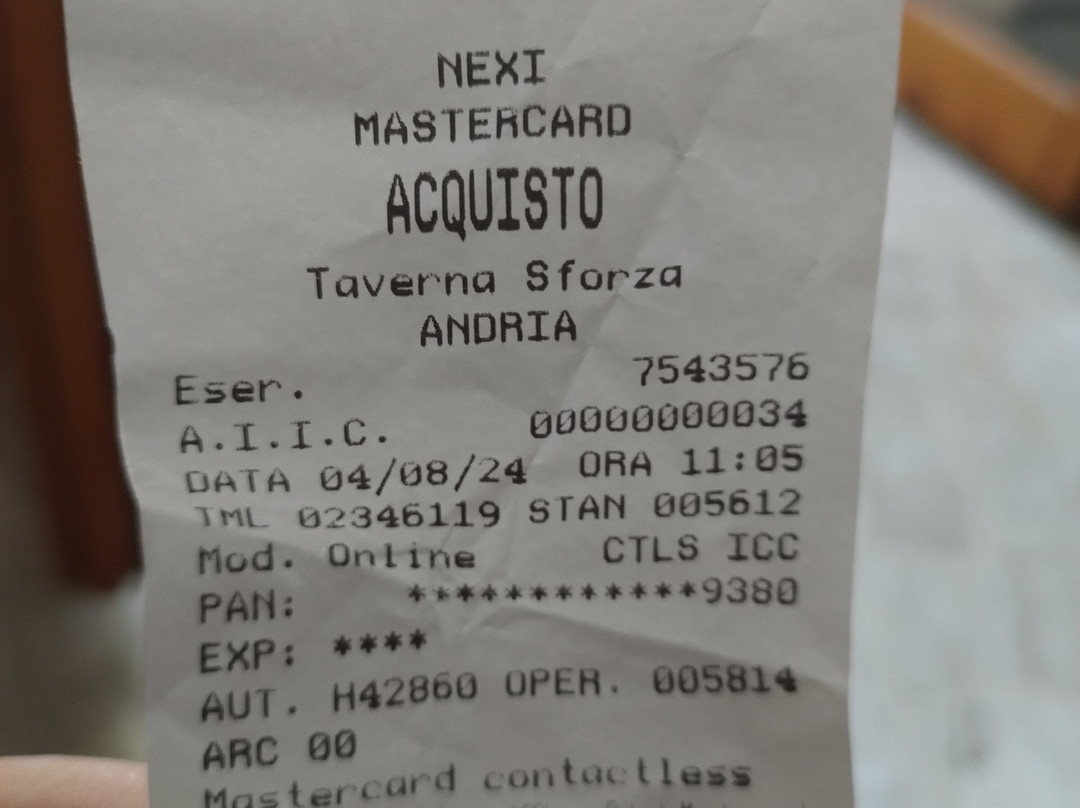 NEXI
MASTERCARD
ACQUISTO
Taverna Sforza
ANDRIA
Eser. 7543576
A.I.I.C. 00000000034
DATA 04/08/24 ORA 11:05
TML 02346119 STAN 005612
Mod. Online CTLS ICC
PAN: ************9380
EXP: ****
AUT. H42860 OPER. 005814
ARC 00
Mastercard contactless